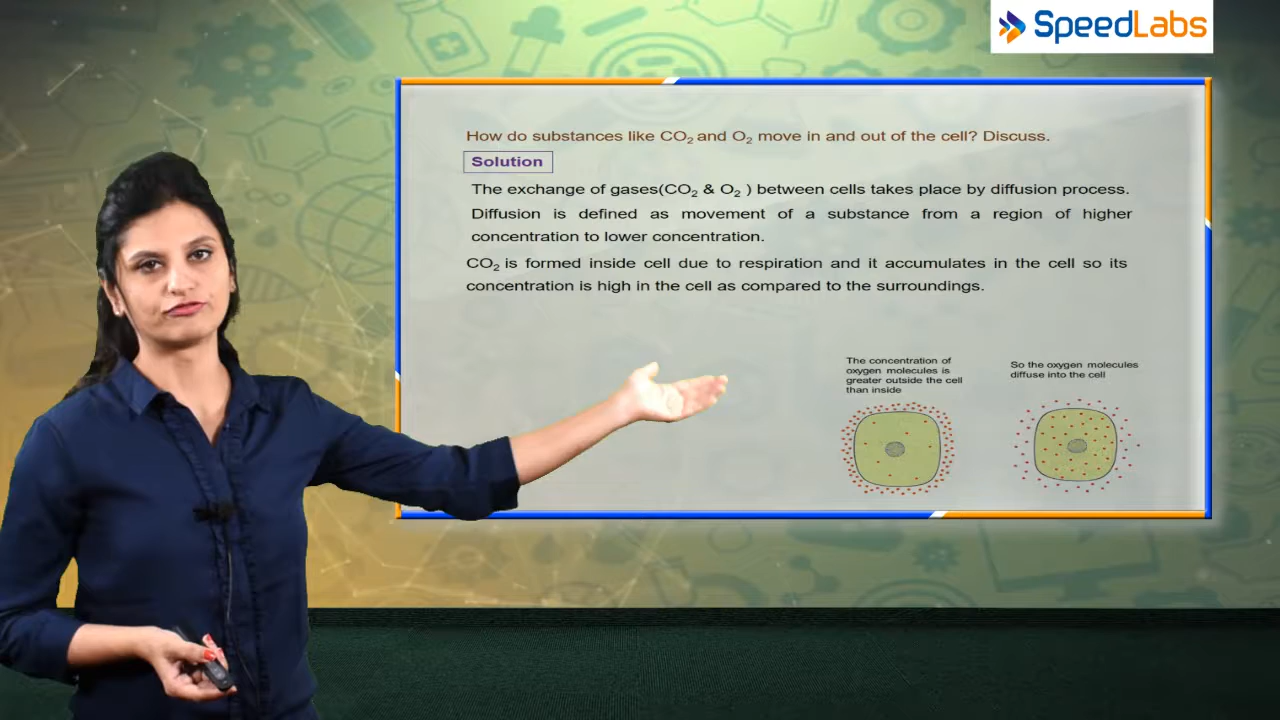 SpeedLabs
How do substances like CO₂ and O₂ move in and out of the cell? Discuss.
Solution
The exchange of gases(CO₂ & O₂ ) between cells takes place by diffusion process.
Diffusion is defined as movement of a substance from a region of higher
concentration to lower concentration.
CO₂ is formed inside cell due to respiration and it accumulates in the cell so its
concentration is high in the cell as compared to the surroundings.
The concentration of
oxygen molecules is
greater outside the cell
than inside
So the oxygen molecules
diffuse into the cell